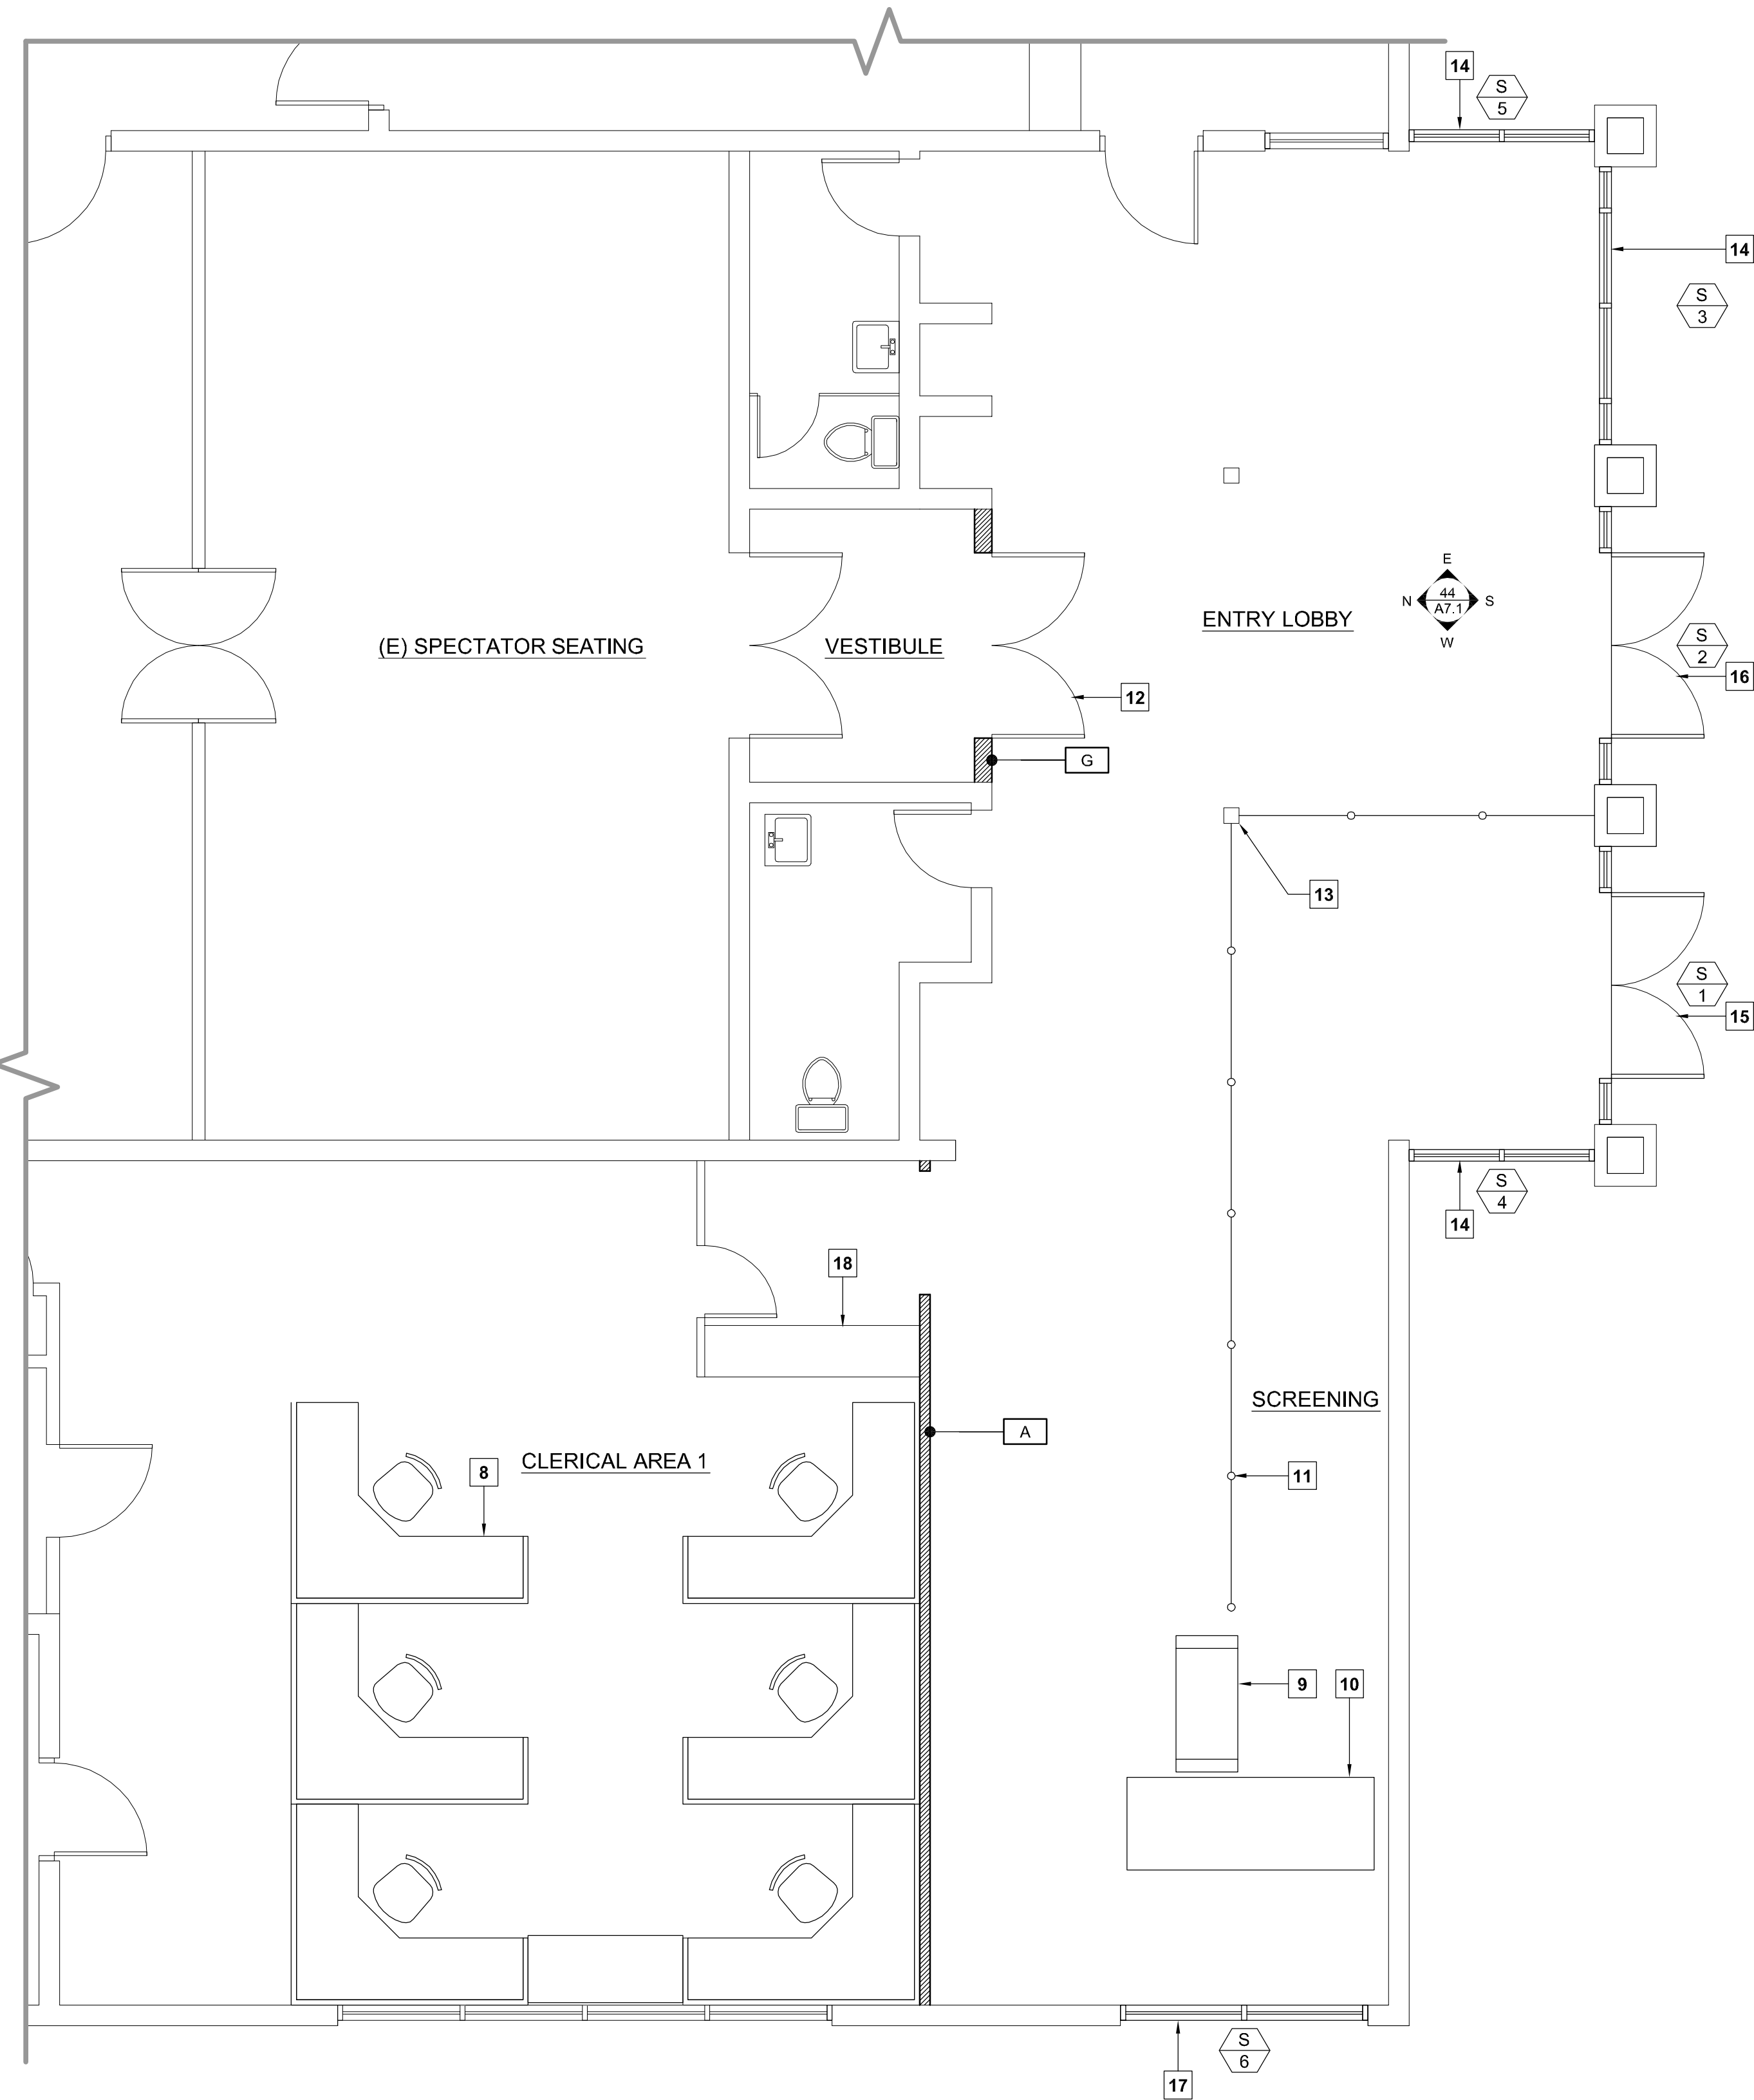 14
S
5
14
S
3
E
N
44
A7.1
S
W
ENTRY LOBBY
(E) SPECTATOR SEATING
VESTIBULE
S
2
16
12
G
13
S
1
15
S
4
14
18
SCREENING
A
CLERICAL AREA 1
8
11
9
10
S
6
17